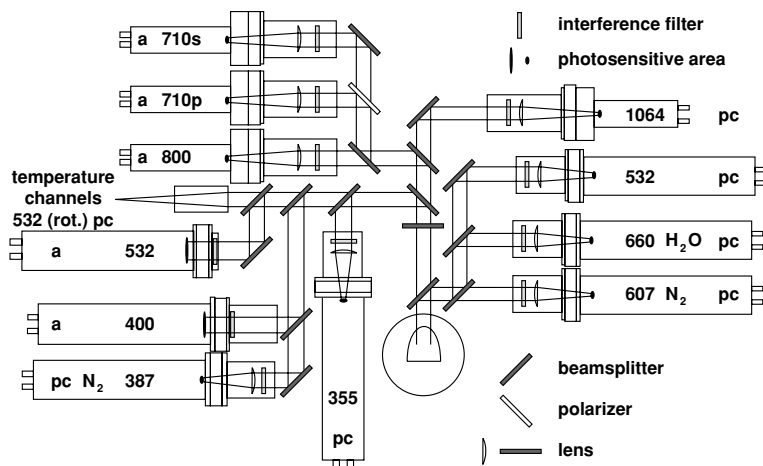 a 710s
a 710p
a 800
temperature
channels
532 (rot.) pc
a 532
a 400
pc N₂ 387
355
pc
interference filter
photosensitive area
1064 pc
532 pc
660 H₂O pc
607 N₂ pc
beamsplitter
polarizer
lens